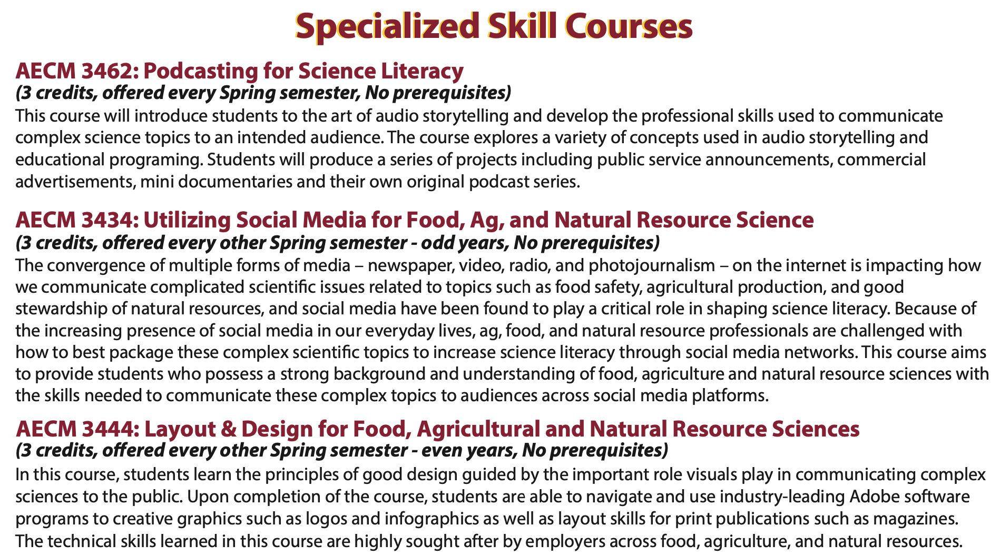 Specialized Skill Courses
AECM 3462: Podcasting for Science Literacy
(3 credits, offered every Spring semester, No prerequisites)
This course will introduce students to the art of audio storytelling and develop the professional skills used to communicate
complex science topics to an intended audience. The course explores a variety of concepts used in audio storytelling and
educational programing. Students will produce a series of projects including public service announcements, commercial
advertisements, mini documentaries and their own original podcast series.
AECM 3434: Utilizing Social Media for Food, Ag, and Natural Resource Science
(3 credits, offered every other Spring semester - odd years, No prerequisites)
The convergence of multiple forms of media – newspaper, video, radio, and photojournalism – on the internet is impacting how
we communicate complicated scientific issues related to topics such as food safety, agricultural production, and good
stewardship of natural resources, and social media have been found to play a critical role in shaping science literacy. Because of
the increasing presence of social media in our everyday lives, ag, food, and natural resource professionals are challenged with
how to best package these complex scientific topics to increase science literacy through social media networks. This course aims
to provide students who possess a strong background and understanding of food, agriculture and natural resource sciences with
the skills needed to communicate these complex topics to audiences across social media platforms.
AECM 3444: Layout & Design for Food, Agricultural and Natural Resource Sciences
(3 credits, offered every other Spring semester - even years, No prerequisites)
In this course, students learn the principles of good design guided by the important role visuals play in communicating complex
sciences to the public. Upon completion of the course, students are able to navigate and use industry-leading Adobe software
programs to creative graphics such as logos and infographics as well as layout skills for print publications such as magazines.
The technical skills learned in this course are highly sought after by employers across food, agriculture, and natural resources.